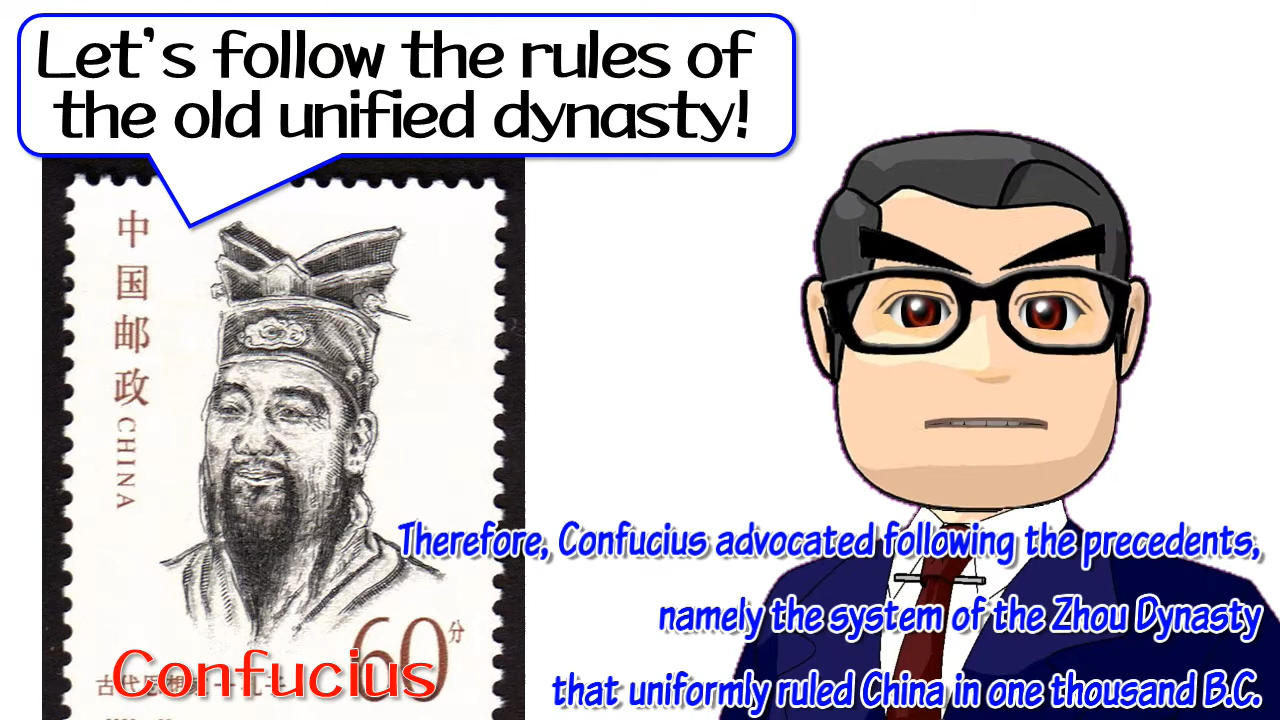 Let's follow the rules of
the old unified dynasty!
中国邮政 CHINA
60分
Confucius
Therefore, Confucius advocated following the precedents,
namely the system of the Zhou Dynasty
that uniformly ruled China in one thousand B.C.